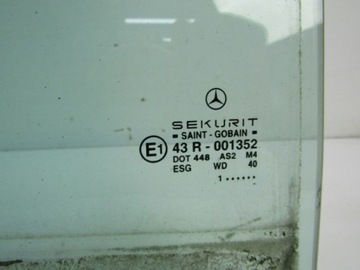 SEKURIT
SAINT-GOBAIN
E1 43 R-001352
DOT 448 AS2 M4
ESG WD 40
1······